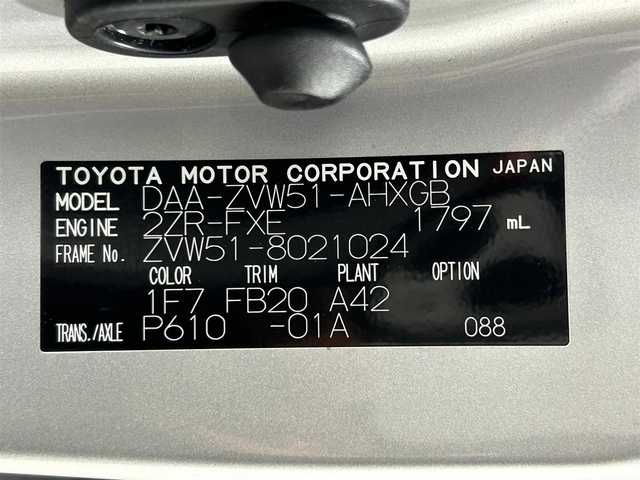 TOYOTA MOTOR CORPORATION JAPAN
MODEL DAA-ZVW51-AHXGB
ENGINE 2ZR-FXE 1797 mL
FRAME No. ZVW51-8021024
COLOR TRIM PLANT OPTION
1F7 FB20 A42
TRANS./AXLE P610 -01A 088